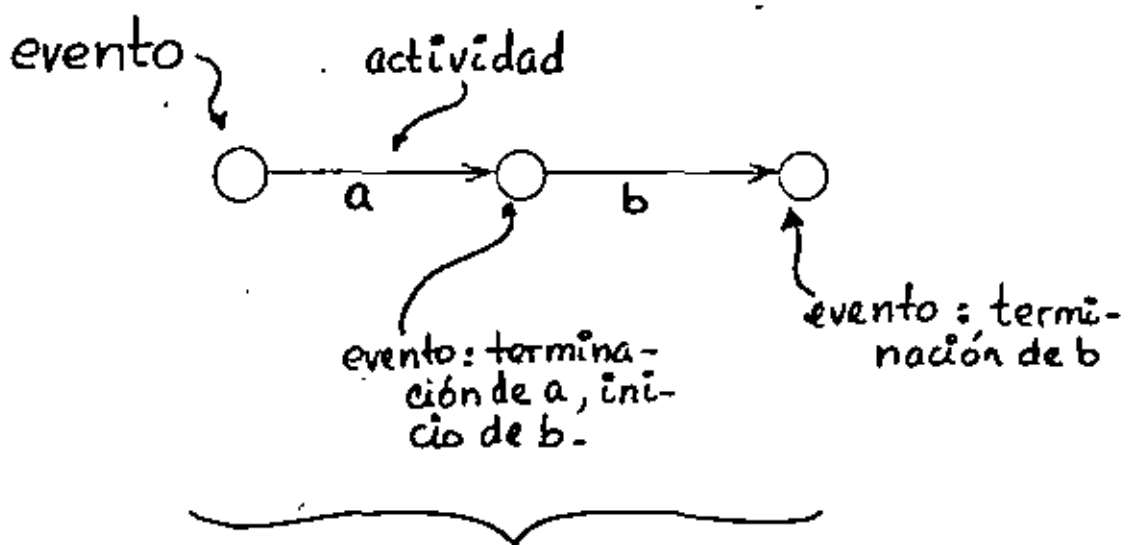 evento
actividad
a
b
evento: termina-
ción de a, ini-
cio de b.
evento: termi-
nación de b